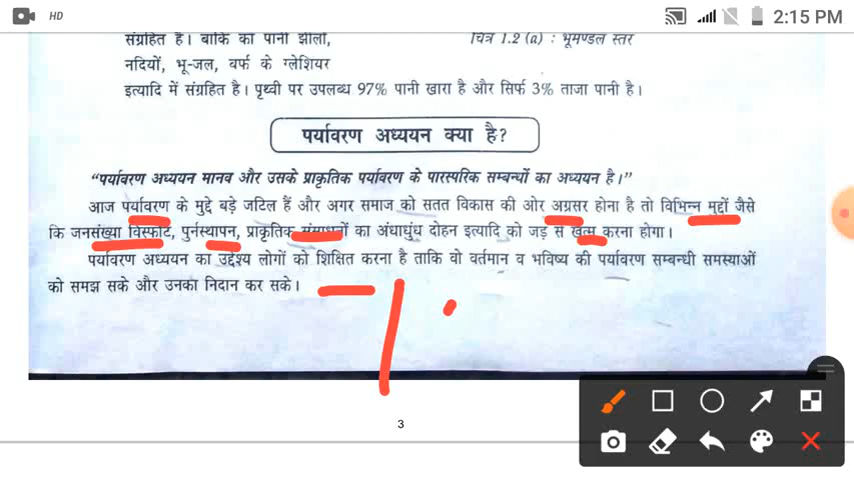 HD
2:15 PM
संग्रहित है। बाकि का पानी झीलों,
चित्र 1.2 (a) : भूमण्डल स्तर
नदियों, भू-जल, वर्फ के ग्लेशियर
इत्यादि में संग्रहित है। पृथ्वी पर उपलब्ध 97% पानी खारा है और सिर्फ 3% ताजा पानी है।
पर्यावरण अध्ययन क्या है?
“पर्यावरण अध्ययन मानव और उसके प्राकृतिक पर्यावरण के पारस्परिक सम्बन्धों का अध्ययन है।”
आज पर्यावरण के मुद्दे बड़े जटिल हैं और अगर समाज को सतत विकास की ओर अग्रसर होना है तो विभिन्न मुद्दों जैसे
कि जनसंख्या विस्फोट, पुर्नस्थापन, प्राकृतिक संसाधनों का अंधाधुंध दोहन इत्यादि को जड़ से खत्म करना होगा।
पर्यावरण अध्ययन का उद्देश्य लोगों को शिक्षित करना है ताकि वो वर्तमान व भविष्य की पर्यावरण सम्बन्धी समस्याओं
को समझ सके और उनका निदान कर सके।
3